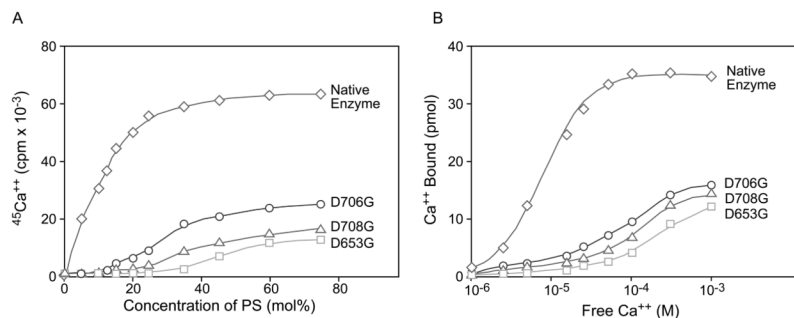 A
80
60
40
20
0
0
20
40
60
80
⁴⁵Ca⁺⁺ (cpm x 10⁻³)
Concentration of PS (mol%)
Native
Enzyme
D706G
D708G
D653G
B
40
30
20
10
0
10⁻⁶
10⁻⁵
10⁻⁴
10⁻³
Ca⁺⁺ Bound (pmol)
Free Ca⁺⁺ (M)
Native
Enzyme
D706G
D708G
D653G